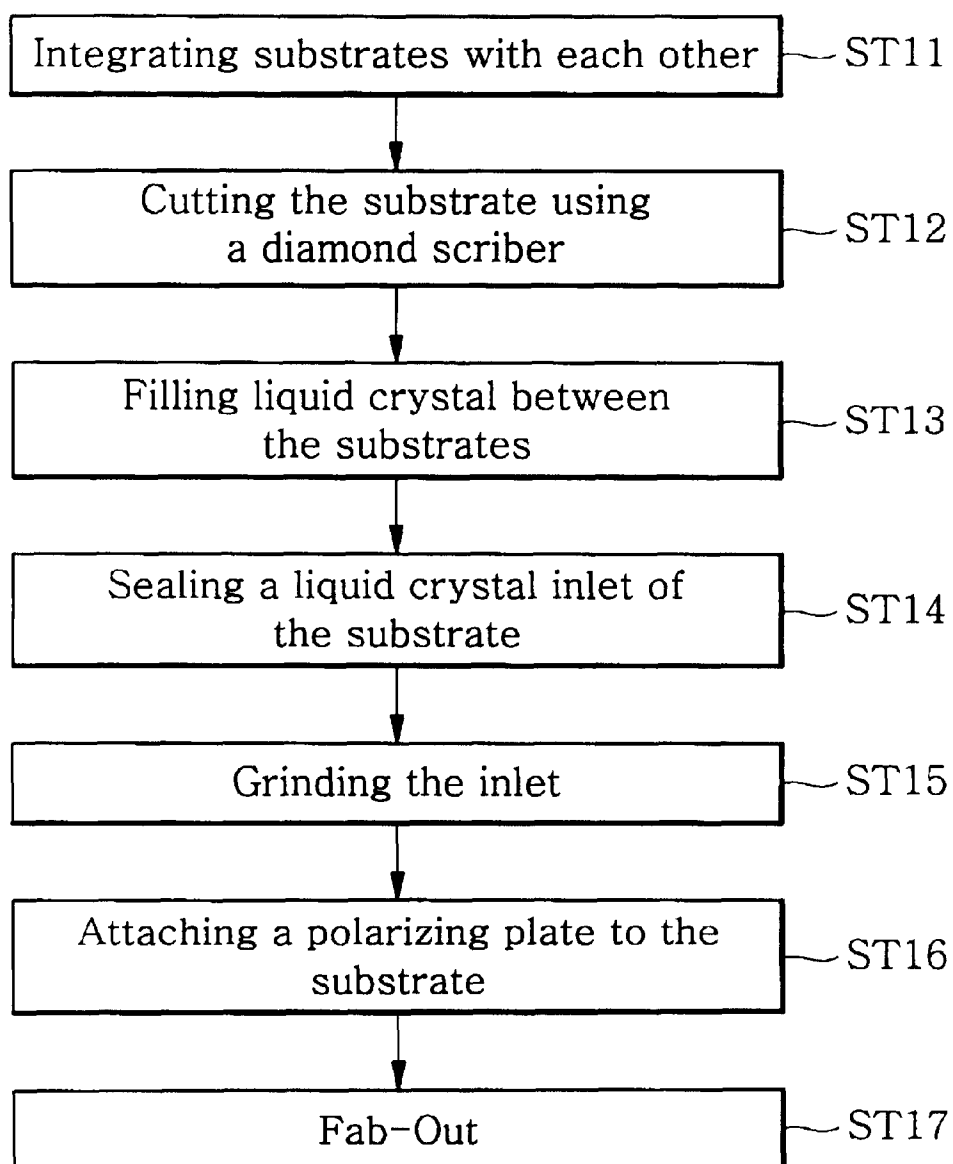 Integrating substrates with each other
ST11
Cutting the substrate using
a diamond scriber
ST12
Filling liquid crystal between
the substrates
ST13
Sealing a liquid crystal inlet of
the substrate
ST14
Grinding the inlet
ST15
Attaching a polarizing plate to the
substrate
ST16
Fab-Out
ST17